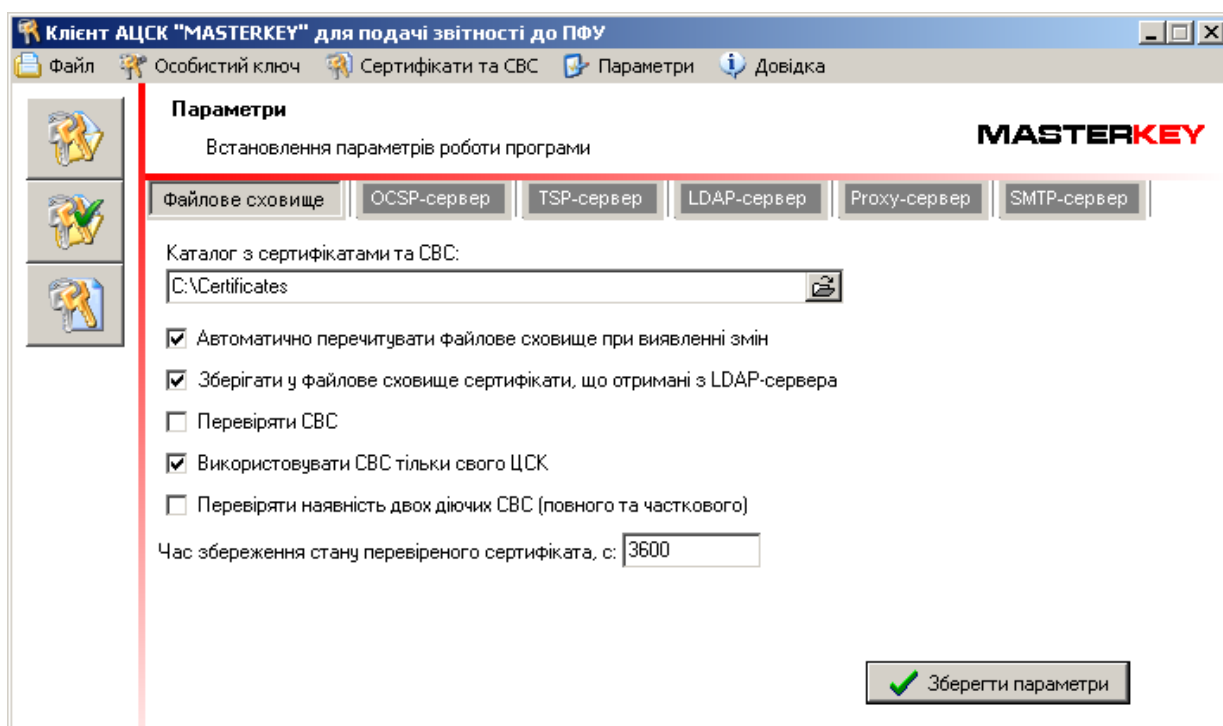 Клієнт АЦСК "MASTERKEY" для подачі звітності до ПФУ
Файл Особистий ключ Сертифікати та СВС Параметри Довідка
Параметри
Встановлення параметрів роботи програми
MASTERKEY
Файлове сховище OCSP-сервер TSP-сервер LDAP-сервер Proxy-сервер SMTP-сервер
Каталог з сертифікатами та СВС:
C:\Certificates
Автоматично перечитувати файлове сховище при виявленні змін
Зберігати у файлове сховище сертифікати, що отримані з LDAP-сервера
Перевіряти СВС
Використовувати СВС тільки свого ЦСК
Перевіряти наявність двох діючих СВС (повного та часткового)
Час збереження стану перевіреного сертифіката, с: 3600
Зберегти параметри